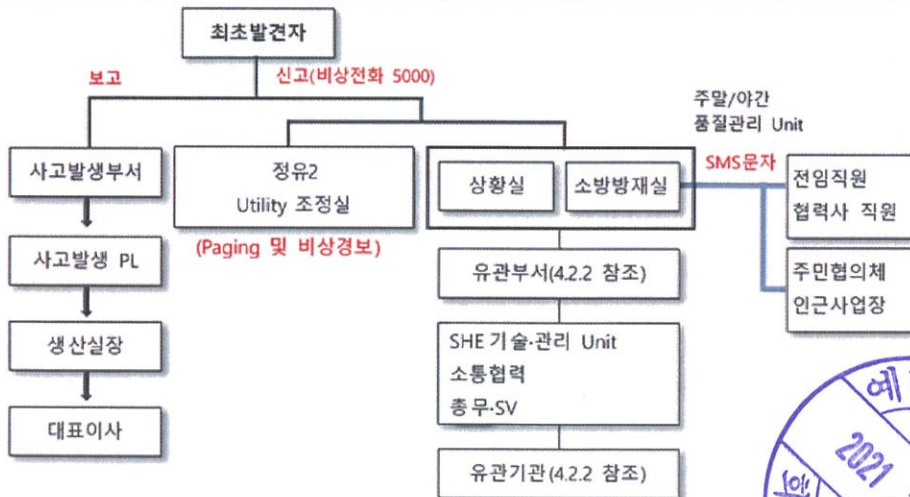 최초발견자
보고
신고(비상전화 5000)
주말/야간
품질관리 Unit
사고발생부서
정유2
Utility 조정실
(Paging 및 비상경보)
상황실
소방방재실
SMS문자
전임직원
협력사 직원
사고발생 PL
유관부서(4.2.2 참조)
주민협의체
인근사업장
생산실장
SHE 기술·관리 Unit
소통협력
총무·SV
대표이사
유관기관(4.2.2 참조)
2021